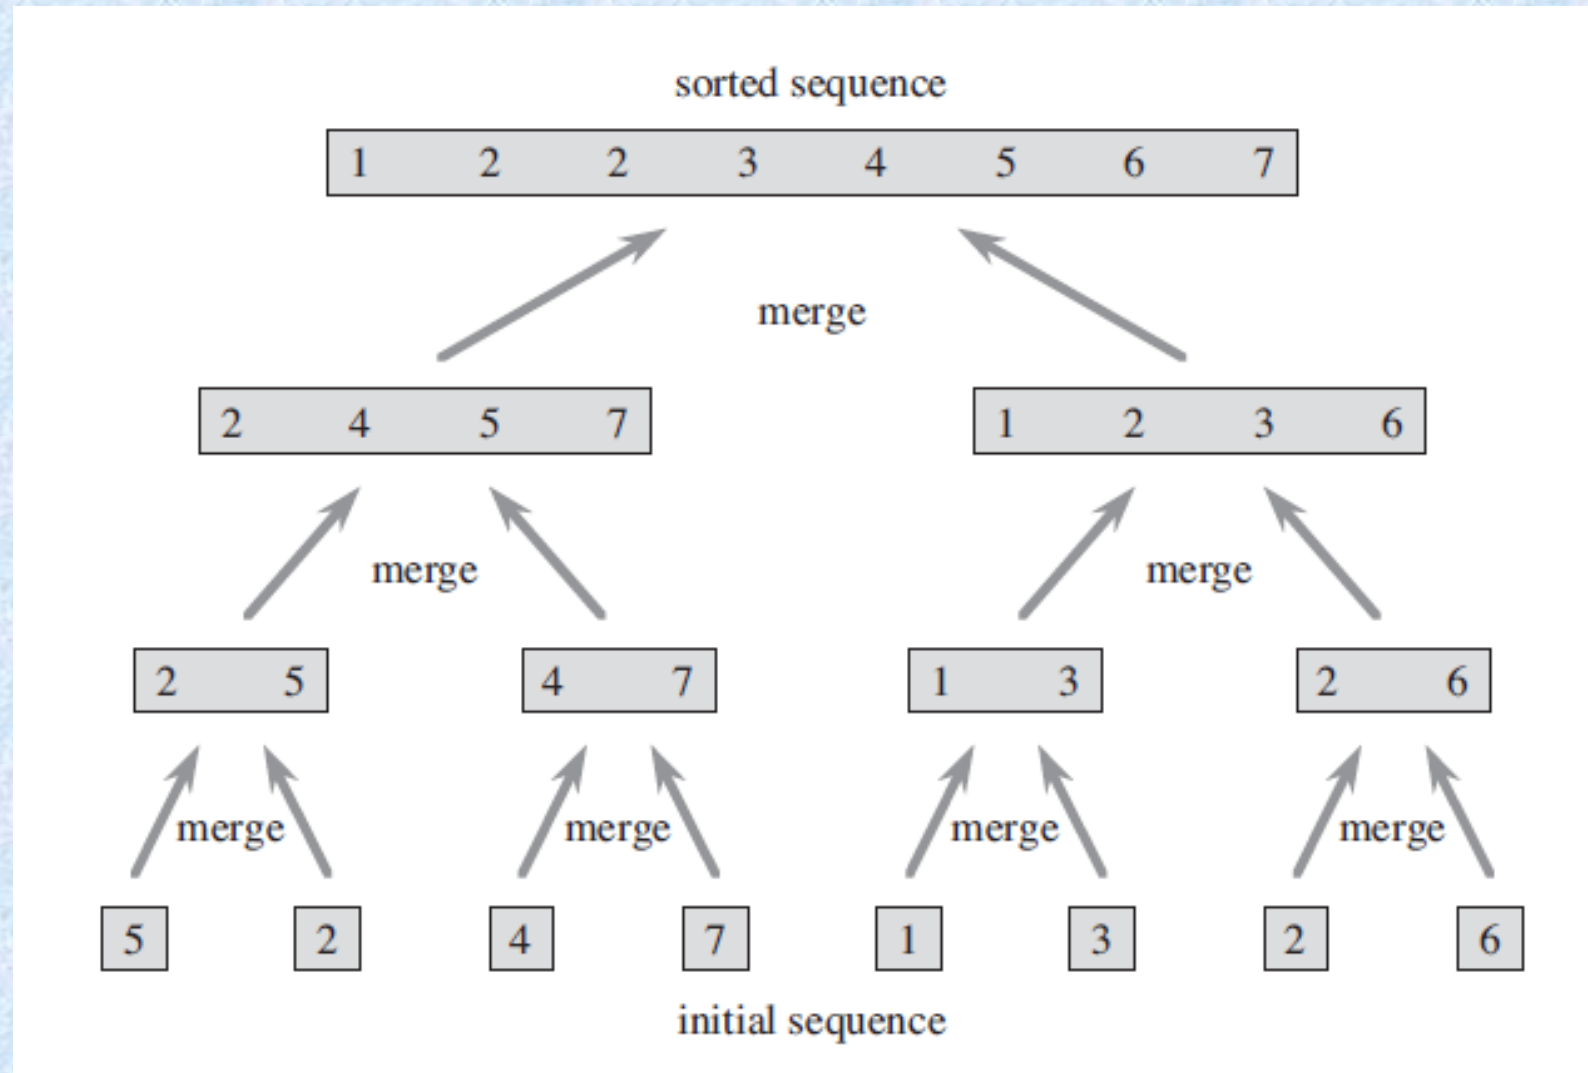 sorted sequence
1 2 2 3 4 5 6 7
merge
2 4 5 7 1 2 3 6
merge merge
2 5 4 7 1 3 2 6
merge merge merge merge
5 2 4 7 1 3 2 6
initial sequence